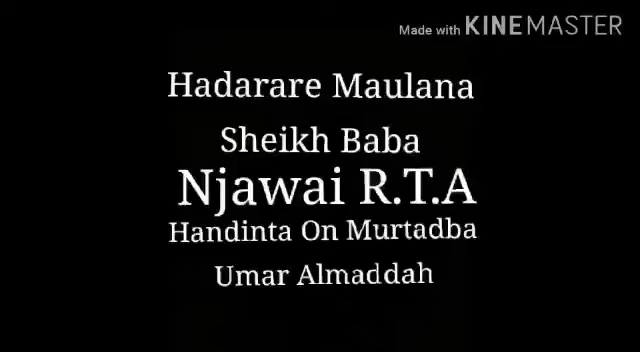 Made with KINEMASTER
Hadarare Maulana
Sheikh Baba
Njawai R.T.A
Handinta On Murtadba
Umar Almaddah